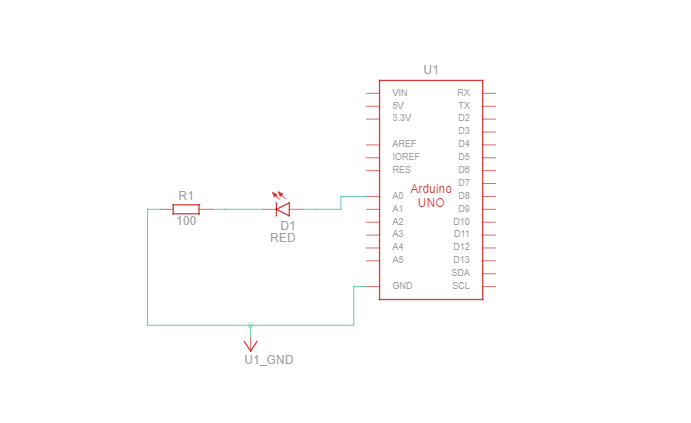 U1
VIN RX
5V TX
3.3V D2
D3
AREF D4
IOREF D5
RES D6
D7
Arduino
UNO
A0 D8
A1 D9
A2 D10
A3 D11
A4 D12
A5 D13
SDA
GND SCL
R1
100
D1
RED
U1_GND